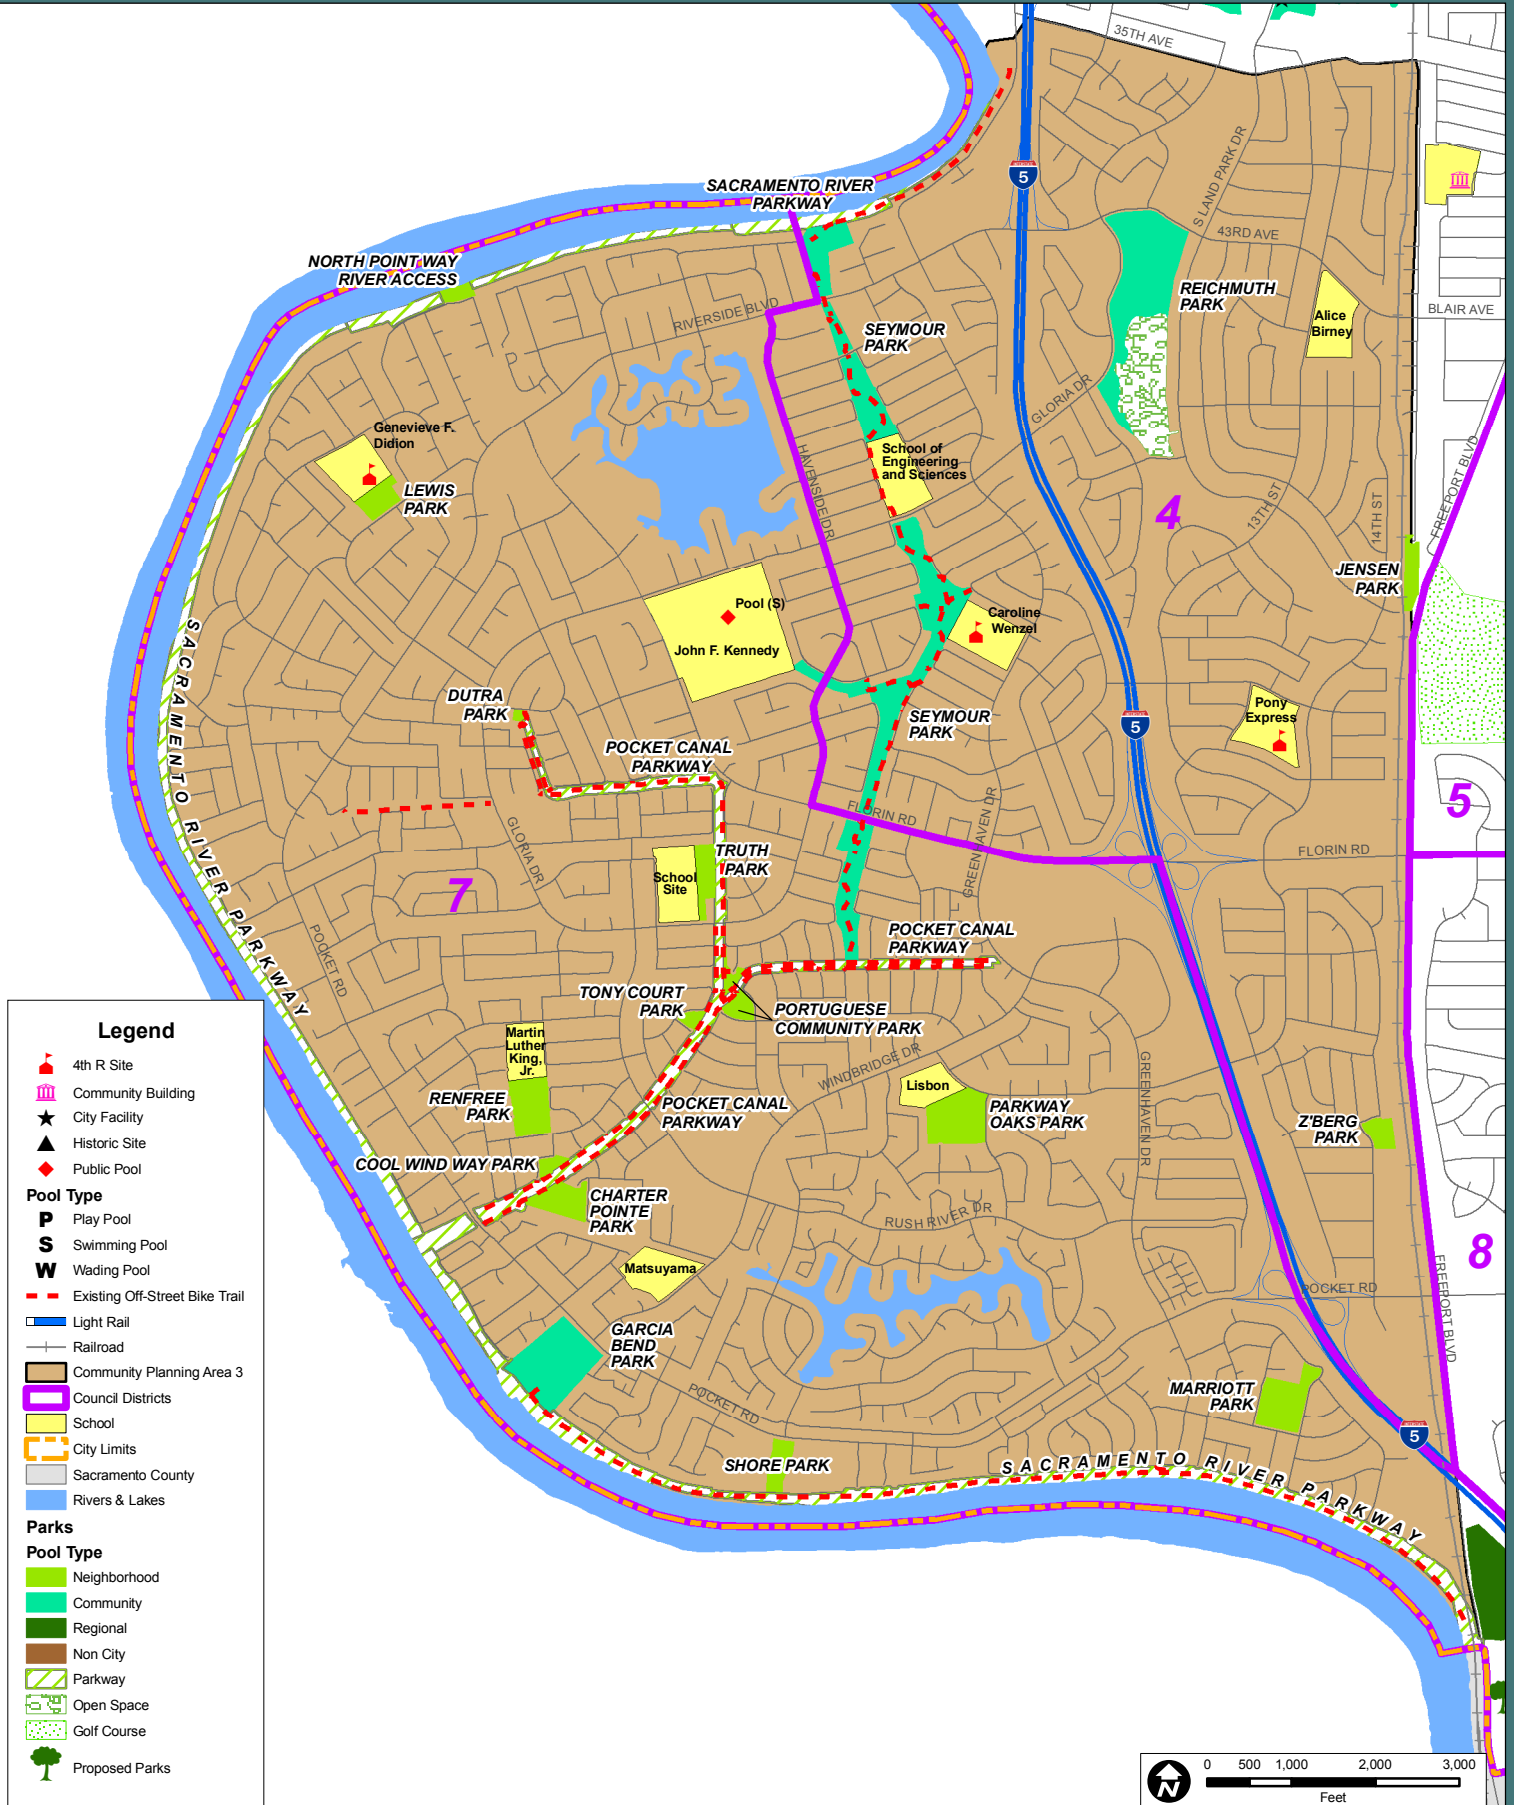 35TH AVE
5
S LAND PARK DR
SACRAMENTO RIVER
PARKWAY
43RD AVE
NORTH POINT WAY
RIVER ACCESS
REICHMUTH
PARK
RIVERSIDE BLVD
Alice
Birney
BLAIR AVE
SEYMOUR
PARK
GLORIA DR
Genevieve F.
Didion
School of
Engineering
and Sciences
HAVENSIDE DR
FREEPORT BLVD
LEWIS
PARK
4
13TH ST
14TH ST
JENSEN
PARK
Pool (S)
Caroline
Wenzel
John F. Kennedy
SACRAMENTO RIVER PARKWAY
DUTRA
PARK
SEYMOUR
PARK
Pony
Express
5
POCKET CANAL
PARKWAY
5
FLORIN RD
GREENHAVEN DR
GLORIA DR
TRUTH
PARK
FLORIN RD
School
Site
7
POCKET RD
POCKET CANAL
PARKWAY
TONY COURT
PARK
PORTUGUESE
COMMUNITY PARK
Martin
Luther
King,
Jr.
WINDBRIDGE DR
GREENHAVEN DR
Lisbon
RENFREE
PARK
POCKET CANAL
PARKWAY
PARKWAY
OAKS PARK
Z'BERG
PARK
COOL WIND WAY PARK
CHARTER
POINTE
PARK
RUSH RIVER DR
8
Matsuyama
POCKET RD
FREEPORT BLVD
GARCIA
BEND
PARK
POCKET RD
MARRIOTT
PARK
5
SHORE PARK
SACRAMENTO RIVER PARKWAY
Legend
4th R Site
Community Building
City Facility
Historic Site
Public Pool
Pool Type
P Play Pool
S Swimming Pool
W Wading Pool
Existing Off-Street Bike Trail
Light Rail
Railroad
Community Planning Area 3
Council Districts
School
City Limits
Sacramento County
Rivers & Lakes
Parks
Pool Type
Neighborhood
Community
Regional
Non City
Parkway
Open Space
Golf Course
Proposed Parks
N
0 500 1,000 2,000 3,000
Feet